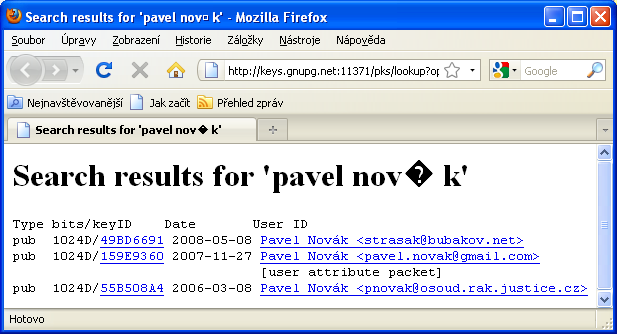 Search results for 'pavel nov¤ k' - Mozilla Firefox
Soubor Úpravy Zobrazení Historie Záložky Nástroje Nápověda
http://keys.gnupg.net:11371/pks/lookup?op Google
Nejnavštěvovanější Jak začít Přehled zpráv
Search results for 'pavel nov� k'
Search results for 'pavel nov� k'
Type bits/keyID Date User ID
pub 1024D/49BD6691 2008-05-08 Pavel Novák <strasak@bubakov.net>
pub 1024D/159E9360 2007-11-27 Pavel Novák <pavel.novak@gmail.com>
[user attribute packet]
pub 1024D/55B508A4 2006-03-08 Pavel Novák <pnovak@osoud.rak.justice.cz>
Hotovo